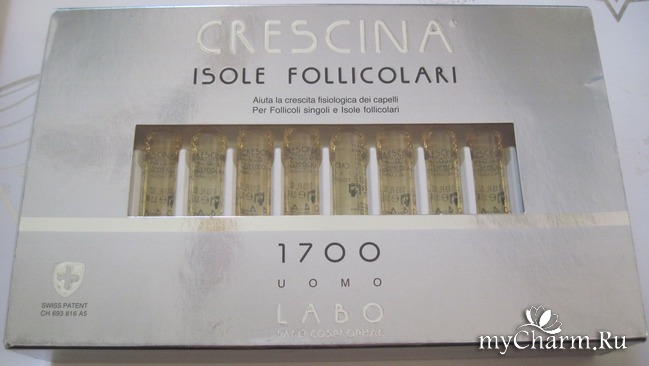 CRESCINA
ISOLE FOLLICOLARI
Aiuta la crescita fisiologica dei capelli
Per Follicoli singoli e Isole follicolari
1700
UOMO
LABO
SWISS PATENT
CH 693 816 A5
myCharm.Ru